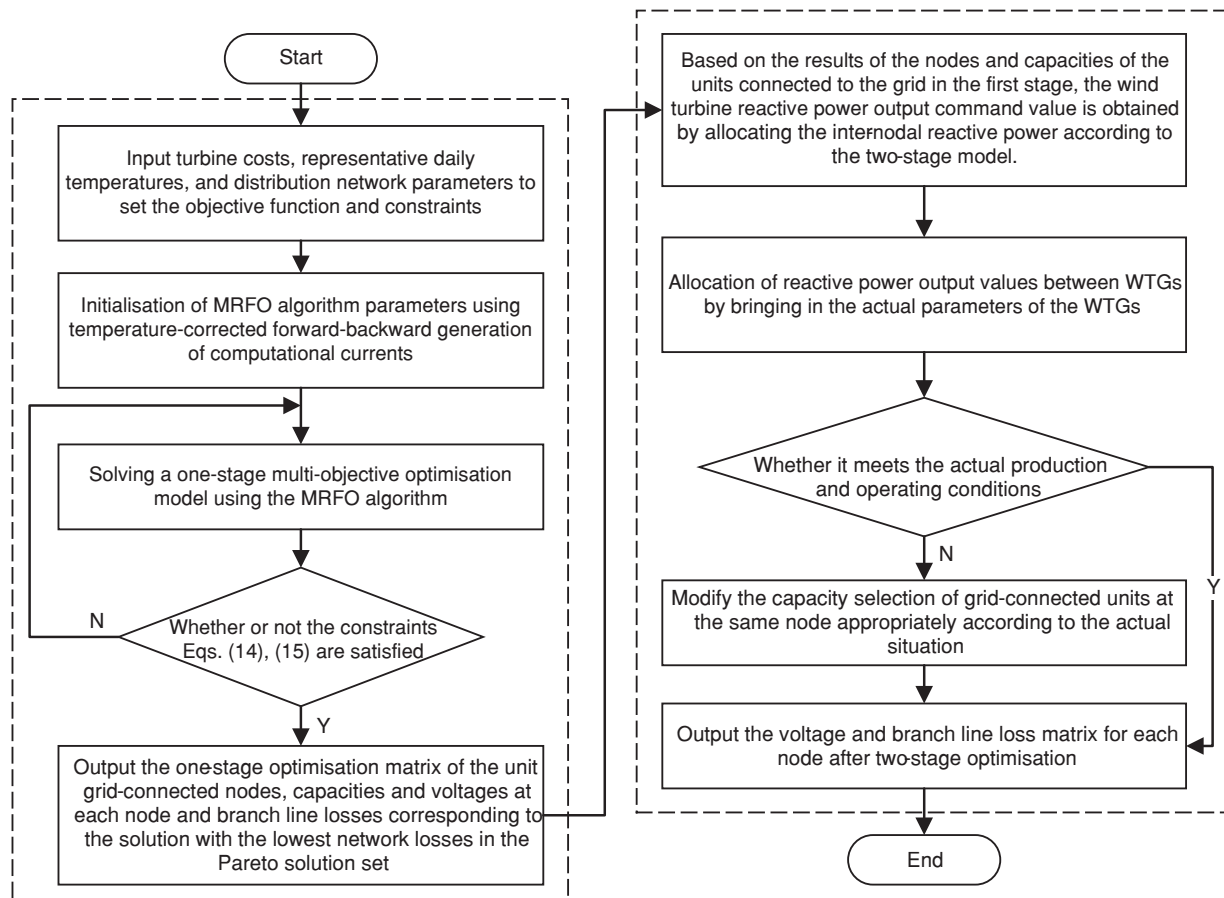 Start
Input turbine costs, representative daily
temperatures, and distribution network parameters to
set the objective function and constraints
Initialisation of MRFO algorithm parameters using
temperature-corrected forward-backward generation
of computational currents
Solving a one-stage multi-objective optimisation
model using the MRFO algorithm
Whether or not the constraints
Eqs. (14), (15) are satisfied
N
Y
Output the one-stage optimisation matrix of the unit
grid-connected nodes, capacities and voltages at
each node and branch line losses corresponding to
the solution with the lowest network losses in the
Pareto solution set
Based on the results of the nodes and capacities of the
units connected to the grid in the first stage, the wind
turbine reactive power output command value is obtained
by allocating the internodal reactive power according to
the two-stage model.
Allocation of reactive power output values between WTGs
by bringing in the actual parameters of the WTGs
Whether it meets the actual production
and operating conditions
N
Y
Modify the capacity selection of grid-connected units at
the same node appropriately according to the actual
situation
Output the voltage and branch line loss matrix for each
node after two-stage optimisation
End